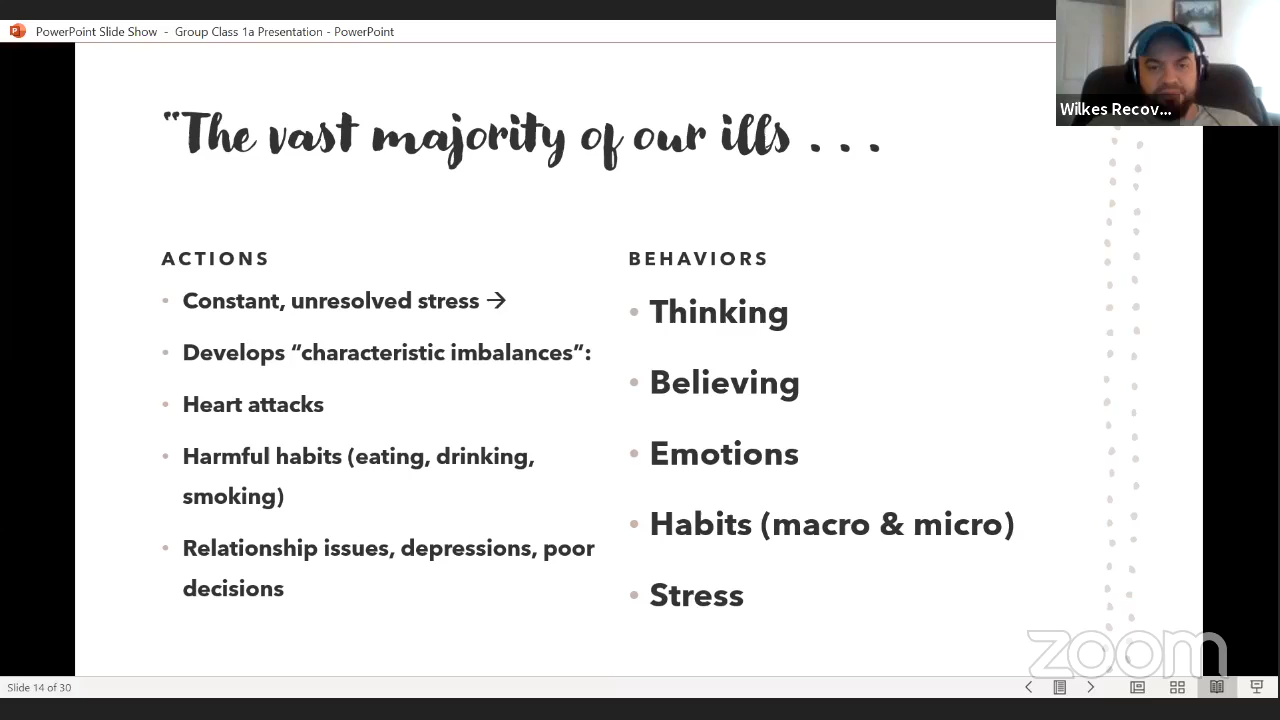 PowerPoint Slide Show - Group Class 1a Presentation - PowerPoint
Wilkes Recov...
“The vast majority of our ills . . .
ACTIONS
• Constant, unresolved stress →
• Develops “characteristic imbalances”:
• Heart attacks
• Harmful habits (eating, drinking,
smoking)
• Relationship issues, depressions, poor
decisions
BEHAVIORS
• Thinking
• Believing
• Emotions
• Habits (macro & micro)
• Stress
zoom
Slide 14 of 30